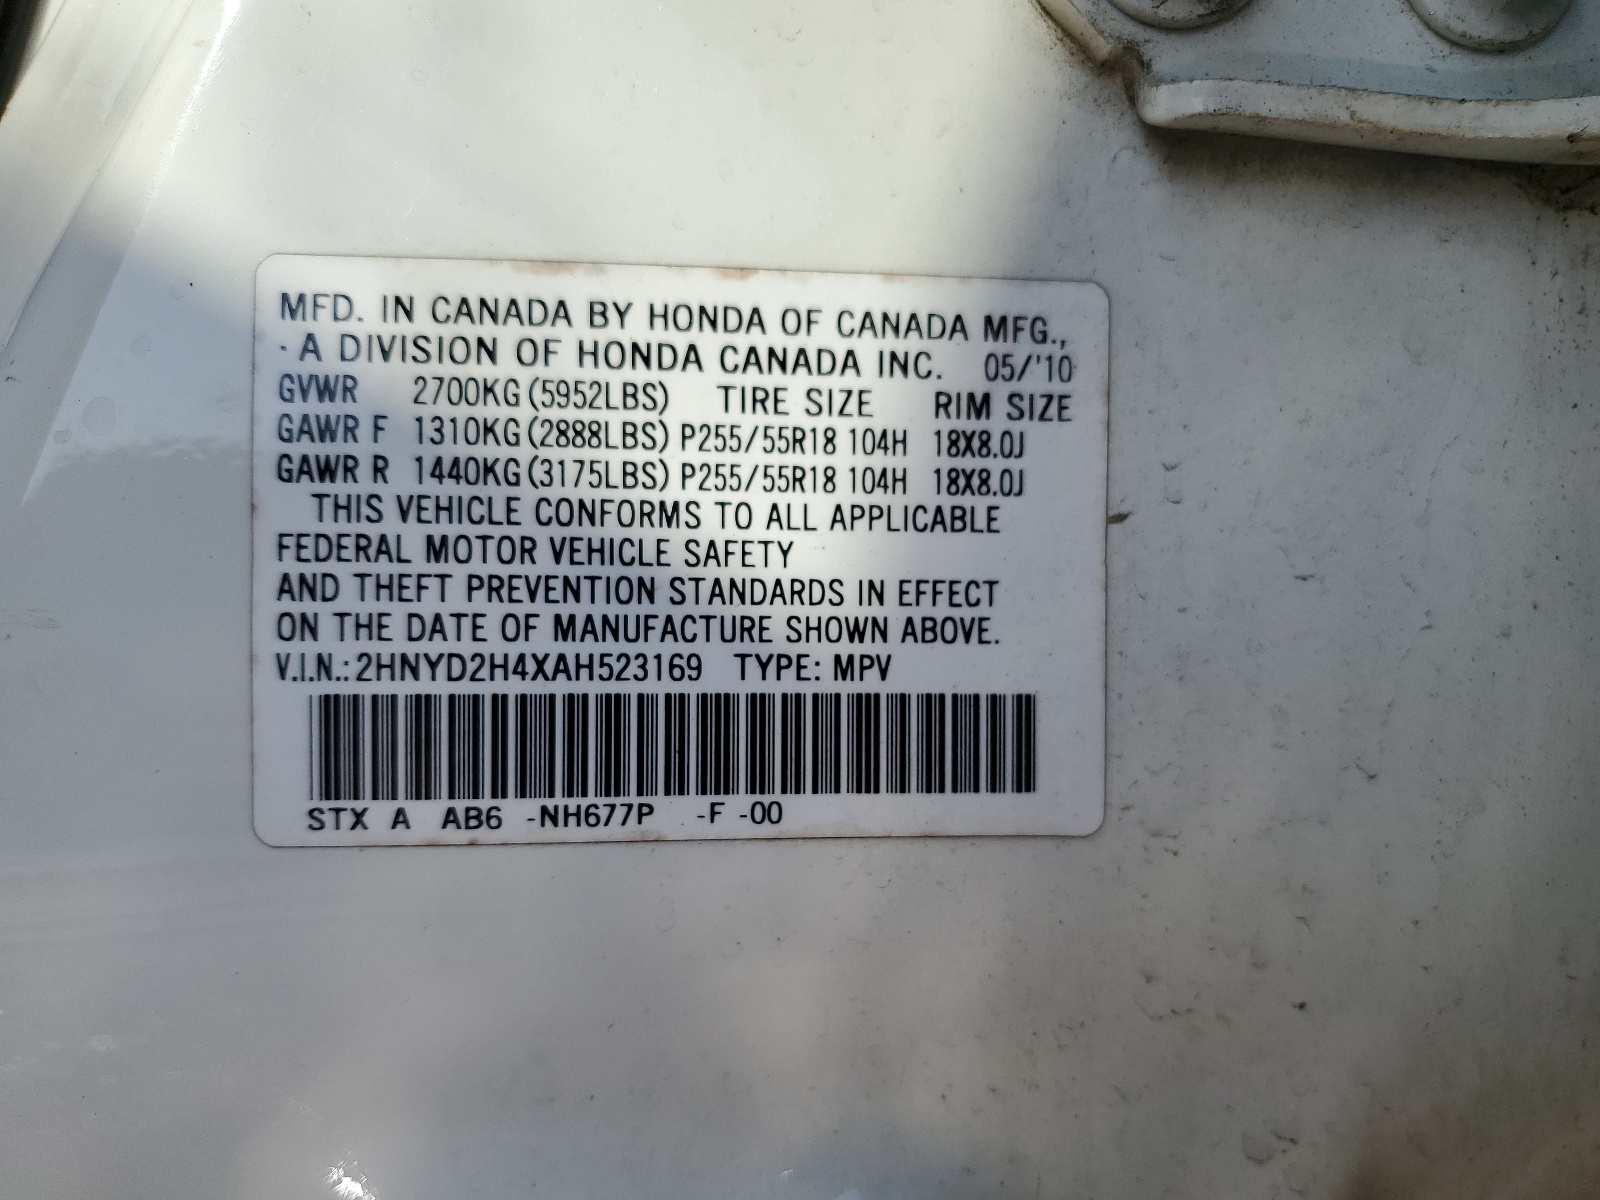 MFD. IN CANADA BY HONDA OF CANADA MFG.,
- A DIVISION OF HONDA CANADA INC. 05/'10
GVWR 2700KG (5952LBS) TIRE SIZE RIM SIZE
GAWR F 1310KG (2888LBS) P255/55R18 104H 18X8.0J
GAWR R 1440KG (3175LBS) P255/55R18 104H 18X8.0J
THIS VEHICLE CONFORMS TO ALL APPLICABLE
FEDERAL MOTOR VEHICLE SAFETY
AND THEFT PREVENTION STANDARDS IN EFFECT
ON THE DATE OF MANUFACTURE SHOWN ABOVE.
V.I.N.: 2HNYD2H4XAH523169 TYPE: MPV
STX A AB6 -NH677P -F -00